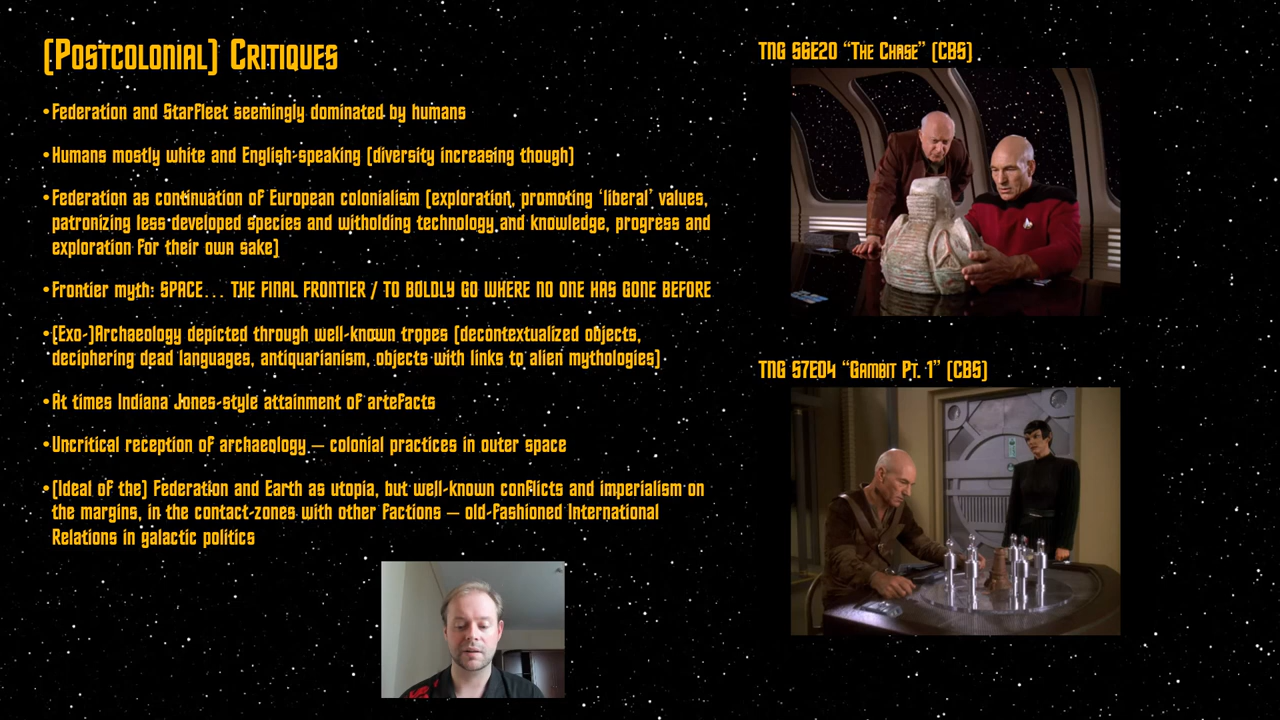 (Postcolonial) Critiques
•Federation and Starfleet seemingly dominated by humans
•Humans mostly white and English-speaking (diversity increasing though)
•Federation as continuation of European colonialism (exploration, promoting ‘liberal’ values,
patronizing less-developed species and witholding technology and knowledge, progress and
exploration for their own sake)
•Frontier myth: SPACE... THE FINAL FRONTIER / TO BOLDLY GO WHERE NO ONE HAS GONE BEFORE
•(Exo-)Archaeology depicted through well-known tropes (decontextualized objects,
deciphering dead languages, antiquarianism, objects with links to alien mythologies)
•At times Indiana Jones-style attainment of artefacts
•Uncritical reception of archaeology – colonial practices in outer space
•(Ideal of the) Federation and Earth as utopia, but well-known conflicts and imperialism on
the margins, in the contact-zones with other factions – old-fashioned International
Relations in galactic politics
TNG S6E20 “The Chase” (CBS)
TNG S7E04 “Gambit Pt. 1” (CBS)